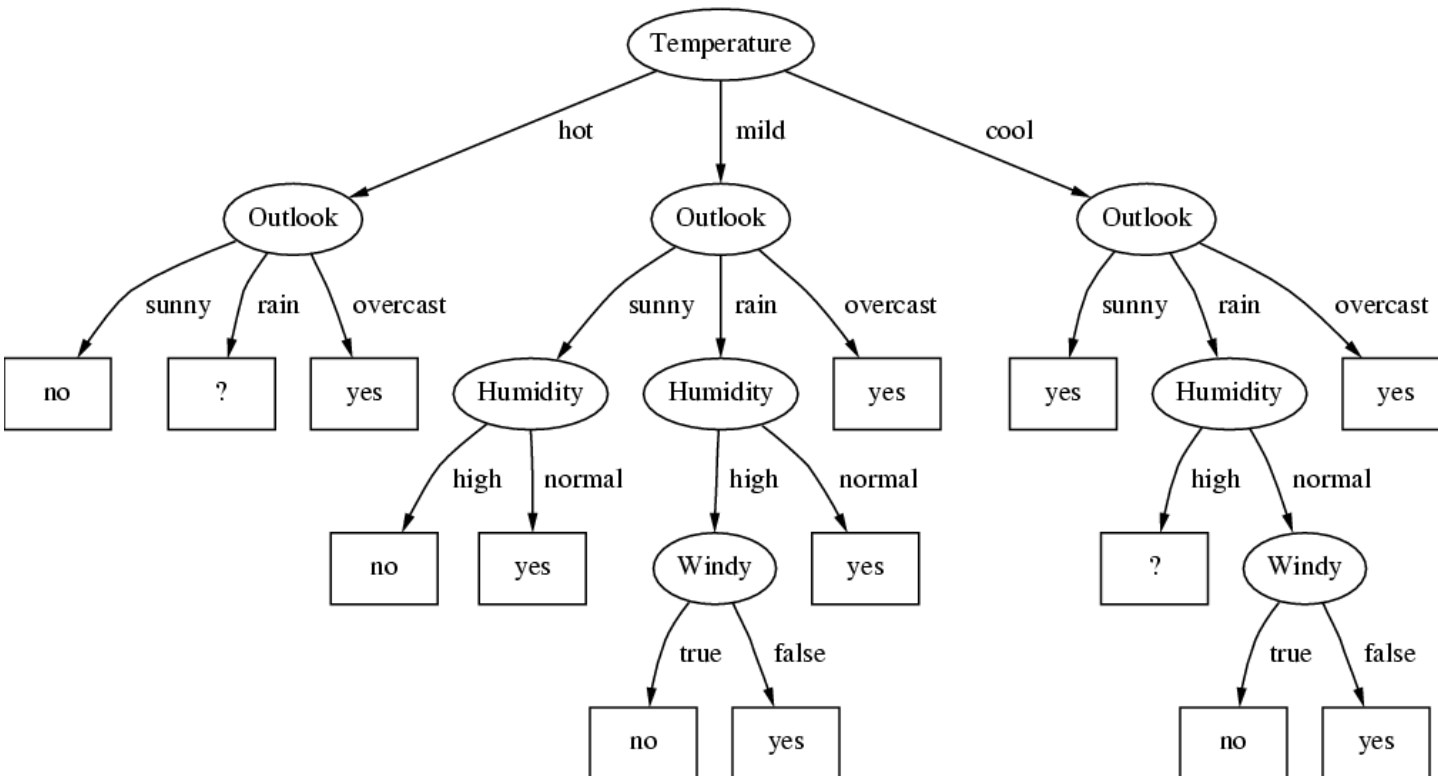 Temperature
hot mild cool
Outlook Outlook Outlook
sunny rain overcast sunny rain overcast sunny rain overcast
no ? yes Humidity Humidity yes yes Humidity yes
high normal high normal high normal
no yes Windy yes ? Windy
true false true false
no yes no yes